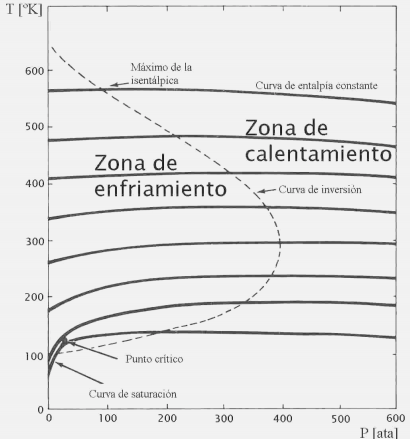 T [ºK]
Máximo de la
isentálpica
Curva de entalpía constante
600
500
Zona de
calentamiento
Zona de
enfriamiento
400
Curva de inversión
300
200
100
Punto crítico
Curva de saturación
0
0 100 200 300 400 500 600
P [ata]